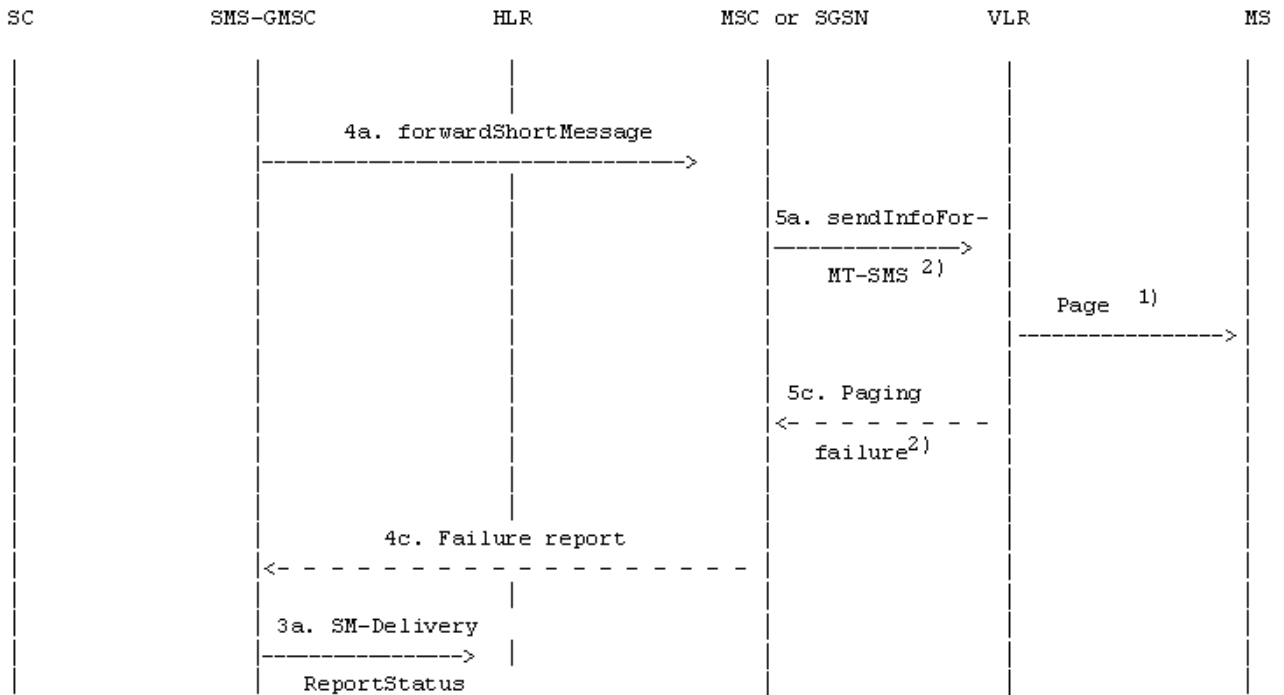 SC SMS-GMSC HLR MSC or SGSN VLR MS
4a. forwardShortMessage
5a. sendInfoFor-
MT-SMS 2)
Page 1)
5c. Paging
failure2)
4c. Failure report
3a. SM-Delivery
ReportStatus